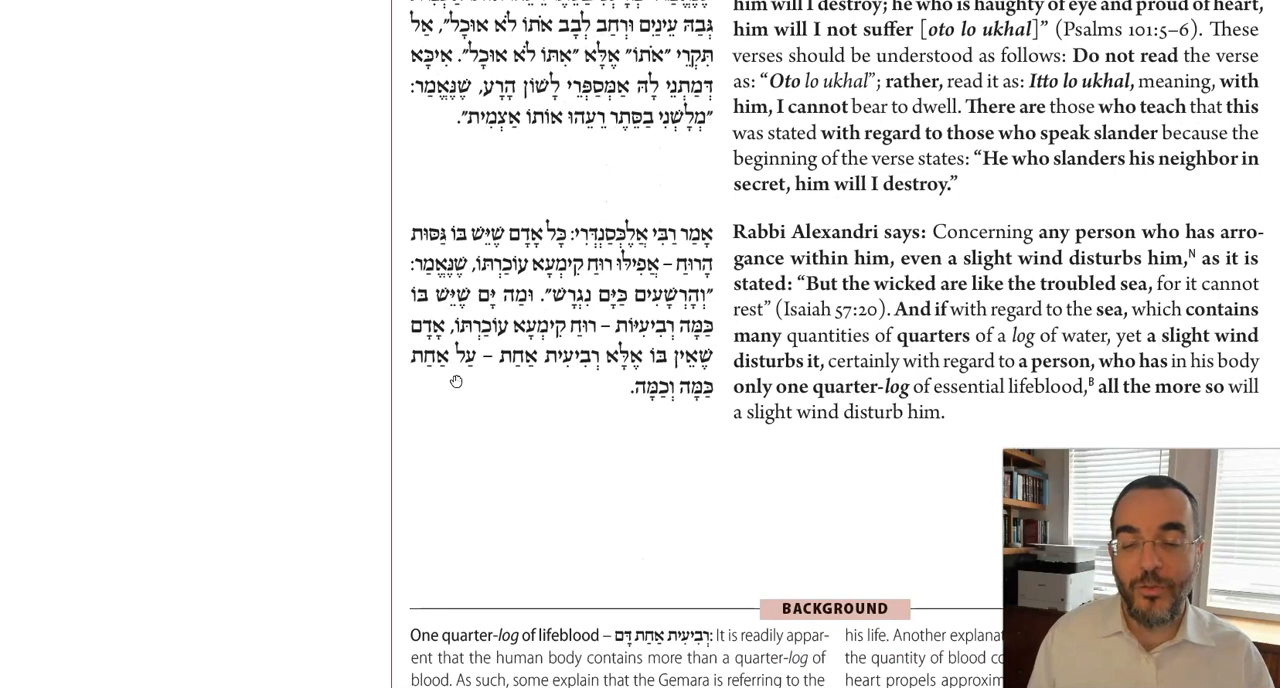 גְּבַהּ עֵינַיִם וּרְחַב לְבָב אֹתוֹ לֹא אוּכָל״, אַל
תִּקְרֵי ״אֹתוֹ״ אֶלָּא ״אִתּוֹ לֹא אוּכָל״. אִיכָּא
דְּמַתְנֵי לַהּ אַמְּסַפְּרֵי לָשׁוֹן הָרָע, שֶׁנֶּאֱמַר:
״מְלָשְׁנִי בַסֵּתֶר רֵעֵהוּ אוֹתוֹ אַצְמִית״.
אָמַר רַבִּי אֲלֶכְּסַנְדְּרִי: כָּל אָדָם שֶׁיֵּשׁ בּוֹ גַּסּוּת
הָרוּחַ – אֲפִילּוּ רוּחַ קִימְעָא עוֹכַרְתּוֹ, שֶׁנֶּאֱמַר:
״וְהָרְשָׁעִים כַּיָּם נִגְרָשׁ״. וּמַה יָּם שֶׁיֵּשׁ בּוֹ
כַּמָּה רְבִיעִיּוֹת – רוּחַ קִימְעָא עוֹכַרְתּוֹ, אָדָם
שֶׁאֵין בּוֹ אֶלָּא רְבִיעִית אַחַת – עַל אַחַת
כַּמָּה וְכַמָּה.
him will I destroy; he who is haughty of eye and proud of heart,
him will I not suffer [oto lo ukhal]” (Psalms 101:5–6). These
verses should be understood as follows: Do not read the verse
as: “Oto lo ukhal”; rather, read it as: Itto lo ukhal, meaning, with
him, I cannot bear to dwell. There are those who teach that this
was stated with regard to those who speak slander because the
beginning of the verse states: “He who slanders his neighbor in
secret, him will I destroy.”
Rabbi Alexandri says: Concerning any person who has arro-
gance within him, even a slight wind disturbs him,N as it is
stated: “But the wicked are like the troubled sea, for it cannot
rest” (Isaiah 57:20). And if with regard to the sea, which contains
many quantities of quarters of a log of water, yet a slight wind
disturbs it, certainly with regard to a person, who has in his body
only one quarter-log of essential lifeblood,B all the more so will
a slight wind disturb him.
BACKGROUND
One quarter-log of lifeblood – רְבִיעִית אַחַת דָּם: It is readily appar-
ent that the human body contains more than a quarter-log of
blood. As such, some explain that the Gemara is referring to the
his life. Another
the quantity of blood
heart propels